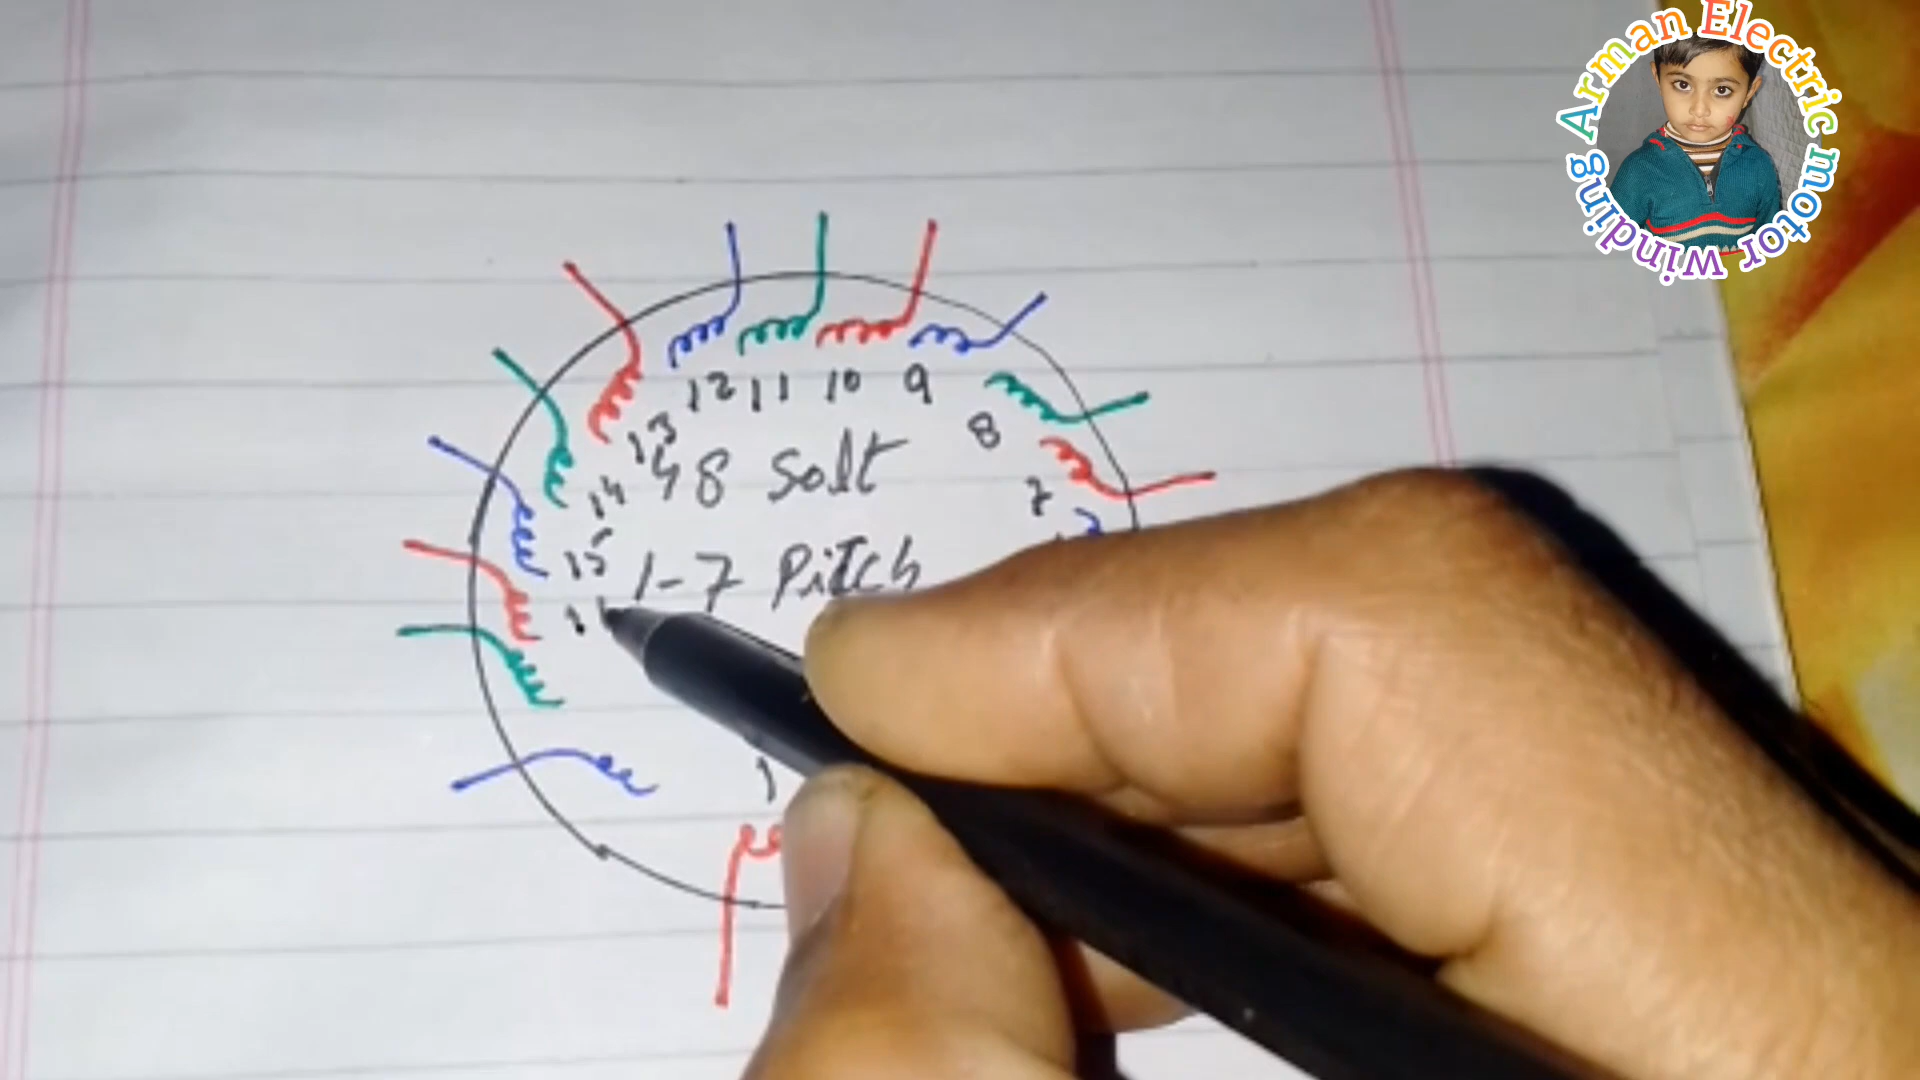 Arman Electric motor winding
12 11 10 9
13 8
48 Solt
14 7
15 1-7 Pitch
1